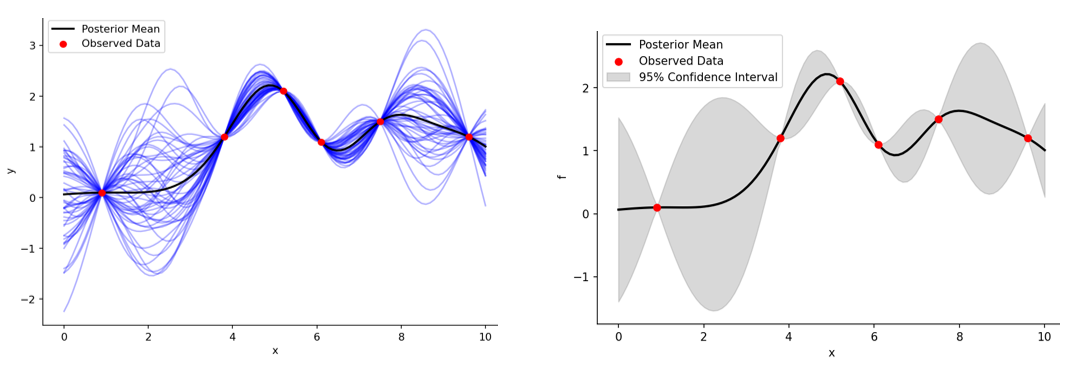 Posterior Mean
Observed Data
3
2
1
0
−1
−2
y
0 2 4 6 8 10
x
Posterior Mean
Observed Data
95% Confidence Interval
2
1
0
−1
f
0 2 4 6 8 10
x